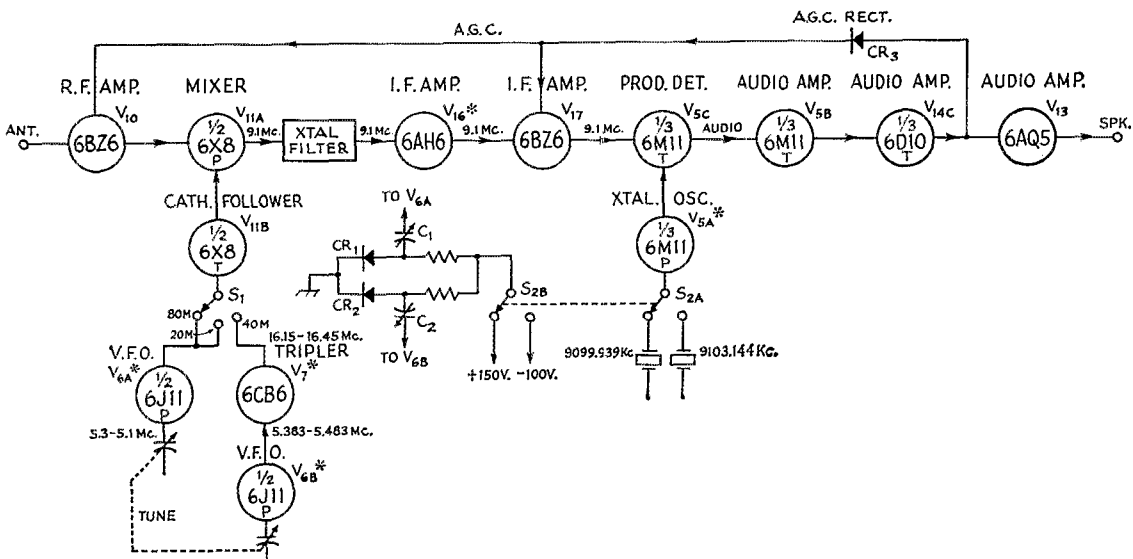 A.G.C.
A.G.C. RECT.
CR3
R.F. AMP.
MIXER
I.F. AMP.
I.F. AMP.
PROD. DET.
AUDIO AMP.
AUDIO AMP.
AUDIO AMP.
V10
V11A
V16*
V17
V5C
V5B
V14C
V13
ANT.
6BZ6
1/2
6X8
P
9.1MC.
XTAL
FILTER
9.1 MC.
6AH6
9.1MC.
6BZ6
9.1 MC.
1/3
6M11
T
AUDIO
1/3
6M11
T
1/3
6D10
T
6AQ5
SPK.
CATH. FOLLOWER
V11B
1/2
6X8
T
TO V6A
C1
CR1
CR2
C2
TO V6B
XTAL. OSC.
V5A*
1/3
6M11
P
S1
80M
20M
40M
S2B
S2A
+150V.
-100V.
9099.939KC
9103.144KC.
16.15-16.45 MC.
TRIPLER
V7*
6CB6
V.F.O.
V6A*
1/2
6J11
P
5.3-5.1MC.
5.383-5.483 MC.
V.F.O.
V6B*
1/2
6J11
P
TUNE